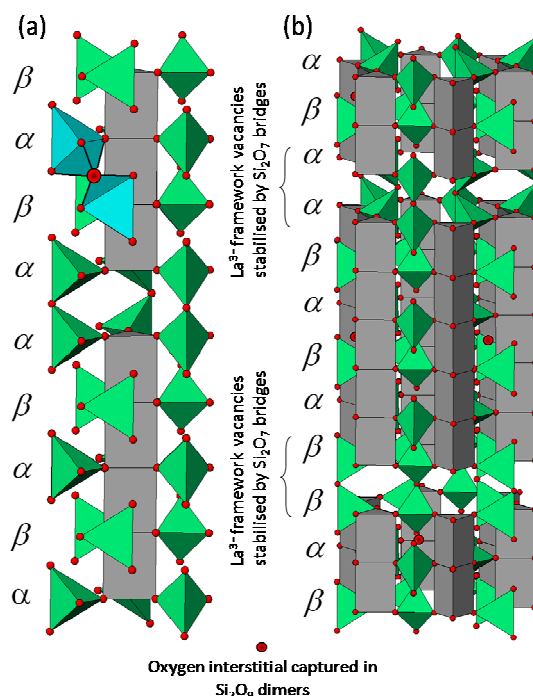 (a)
β
α
β
α
α
β
α
β
α
La³-framework vacancies
stabilised by Si₂O₇ bridges
La³-framework vacancies
stabilised by Si₂O₇ bridges
(b)
α
β
α
α
β
α
β
α
β
β
α
β
Oxygen interstitial captured in
Si₂O₉ dimers